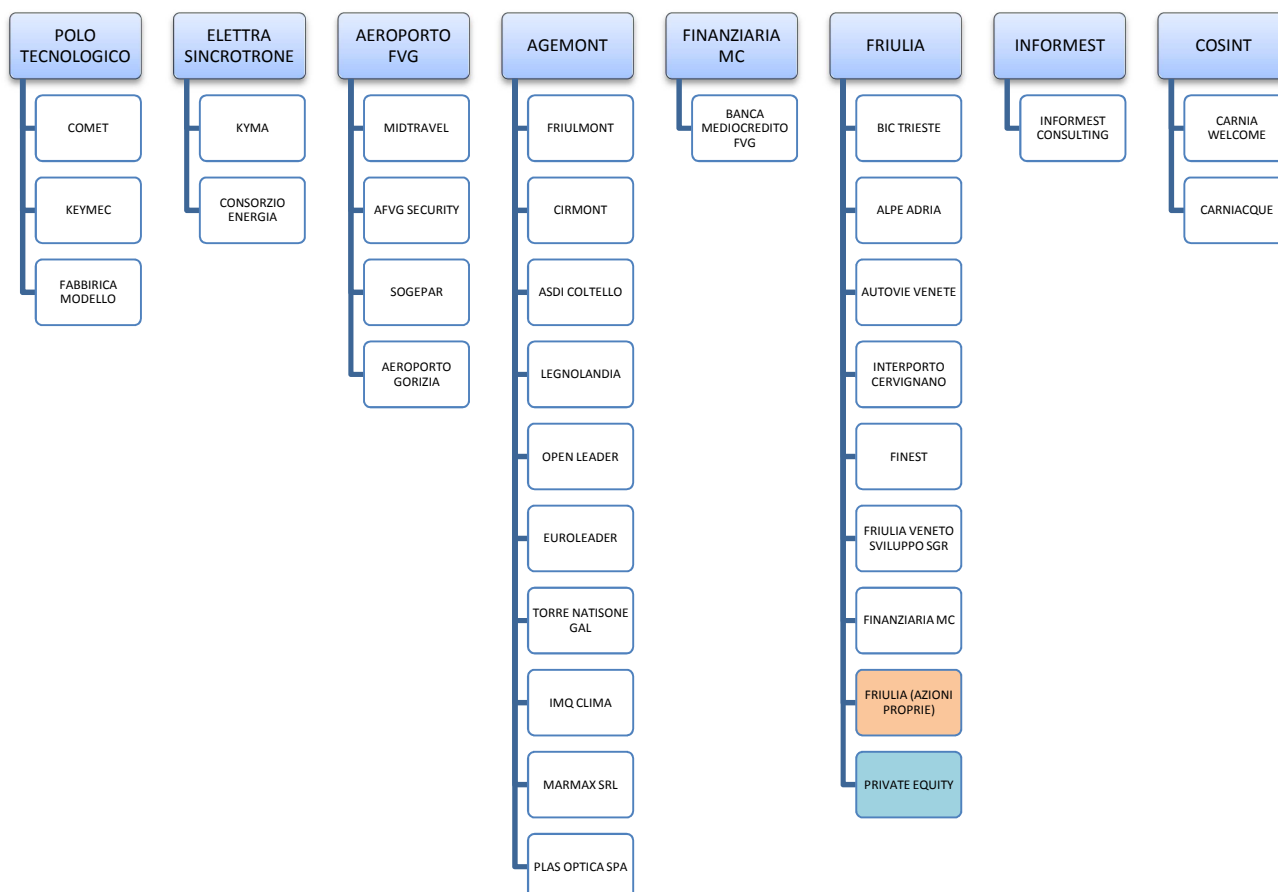 POLO
TECNOLOGICO
COMET
KEYMEC
FABBIRICA
MODELLO
ELETTRA
SINCROTRONE
KYMA
CONSORZIO
ENERGIA
AEROPORTO
FVG
MIDTRAVEL
AFVG SECURITY
SOGEPAR
AEROPORTO
GORIZIA
AGEMONT
FRIULMONT
CIRMONT
ASDI COLTELLO
LEGNOLANDIA
OPEN LEADER
EUROLEADER
TORRE NATISONE
GAL
IMQ CLIMA
MARMAX SRL
PLAS OPTICA SPA
FINANZIARIA
MC
BANCA
MEDIOCREDITO
FVG
FRIULIA
BIC TRIESTE
ALPE ADRIA
AUTOVIE VENETE
INTERPORTO
CERVIGNANO
FINEST
FRIULIA VENETO
SVILUPPO SGR
FINANZIARIA MC
FRIULIA (AZIONI
PROPRIE)
PRIVATE EQUITY
INFORMEST
INFORMEST
CONSULTING
COSINT
CARNIA
WELCOME
CARNIACQUE